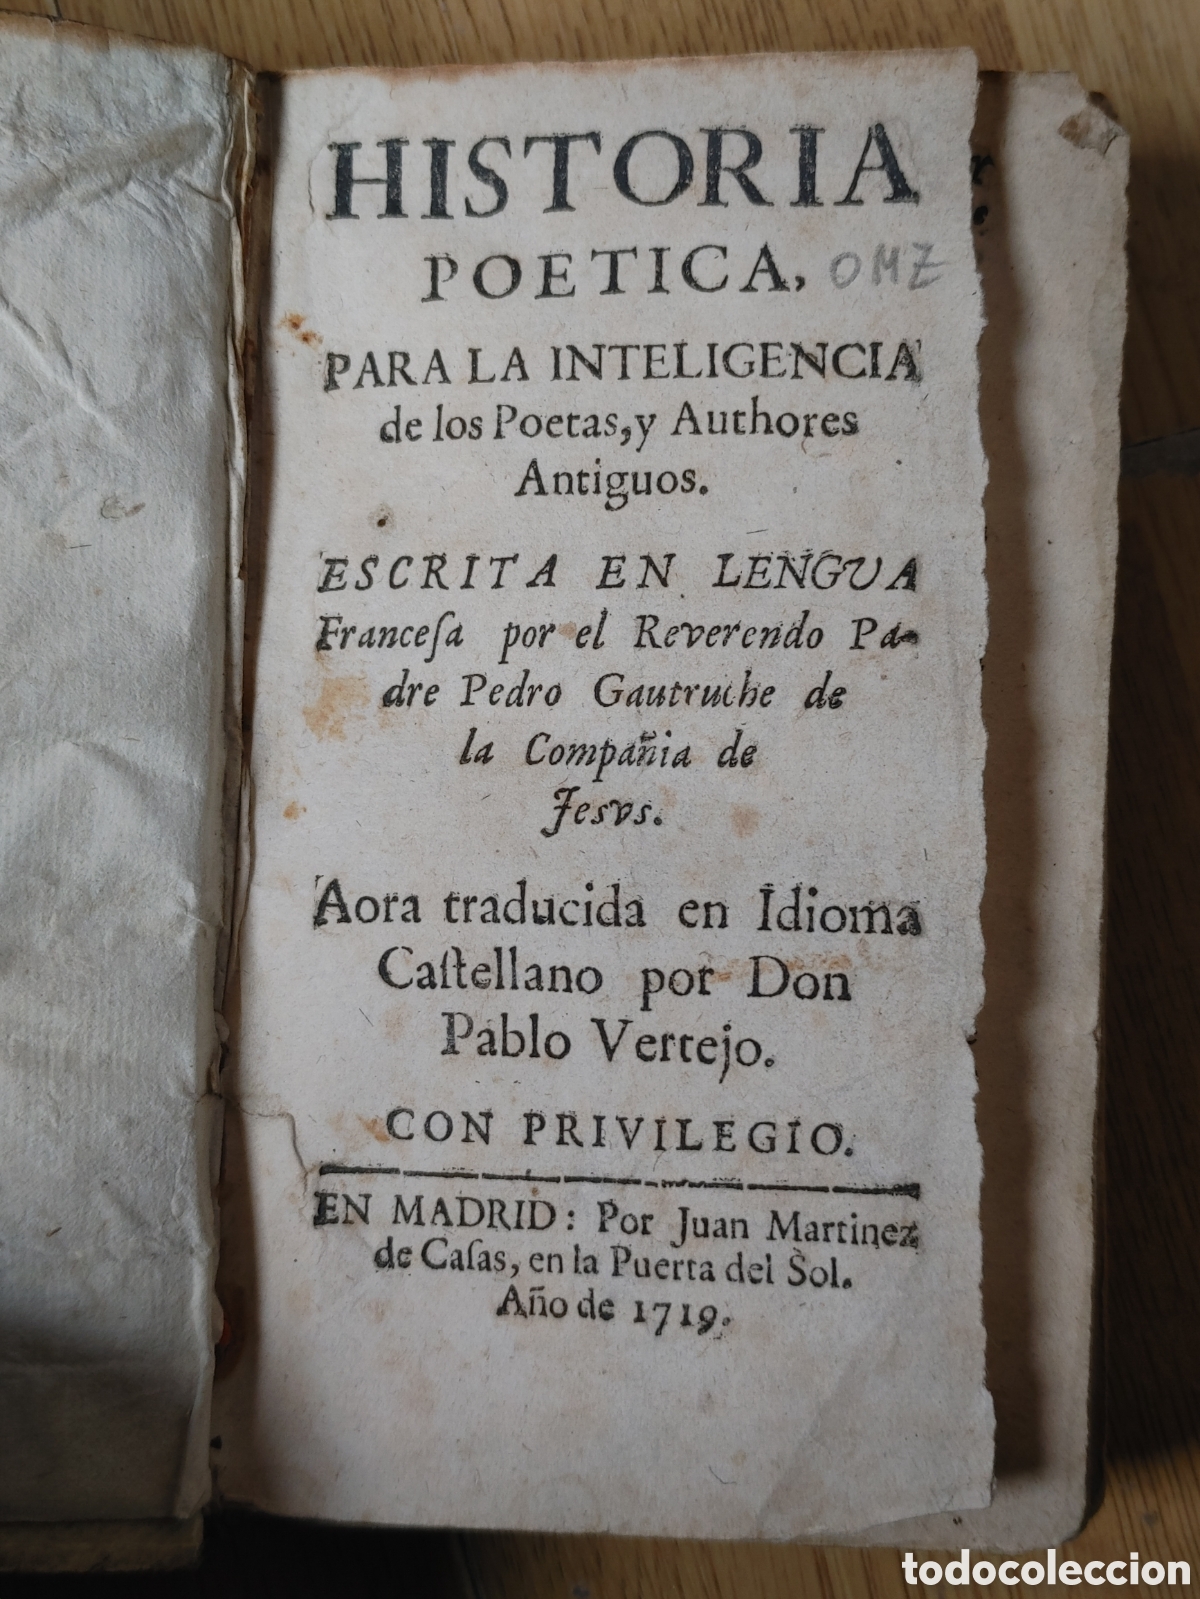 HISTORIA
POETICA, OMZ
PARA LA INTELIGENCIA
de los Poetas, y Authores
Antiguos.
ESCRITA EN LENGVA
Franceſa por el Reverendo Pa-
dre Pedro Gautruche de
la Compañia de
Jesvs.
Aora traducida en Idioma
Caſtellano por Don
Pablo Vertejo.
CON PRIVILEGIO.
EN MADRID: Por Juan Martinez
de Caſas, en la Puerta del Sol.
Año de 1719.
todocoleccion